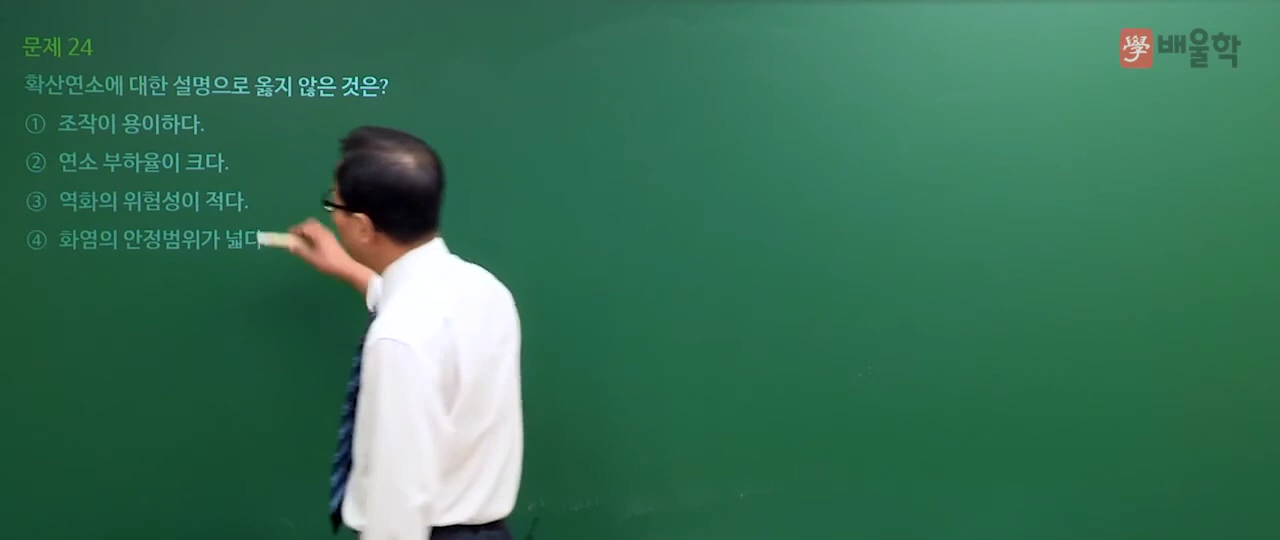 문제 24
확산연소에 대한 설명으로 옳지 않은 것은?
① 조작이 용이하다.
② 연소 부하율이 크다.
③ 역화의 위험성이 적다.
④ 화염의 안정범위가 넓다
學 배울학